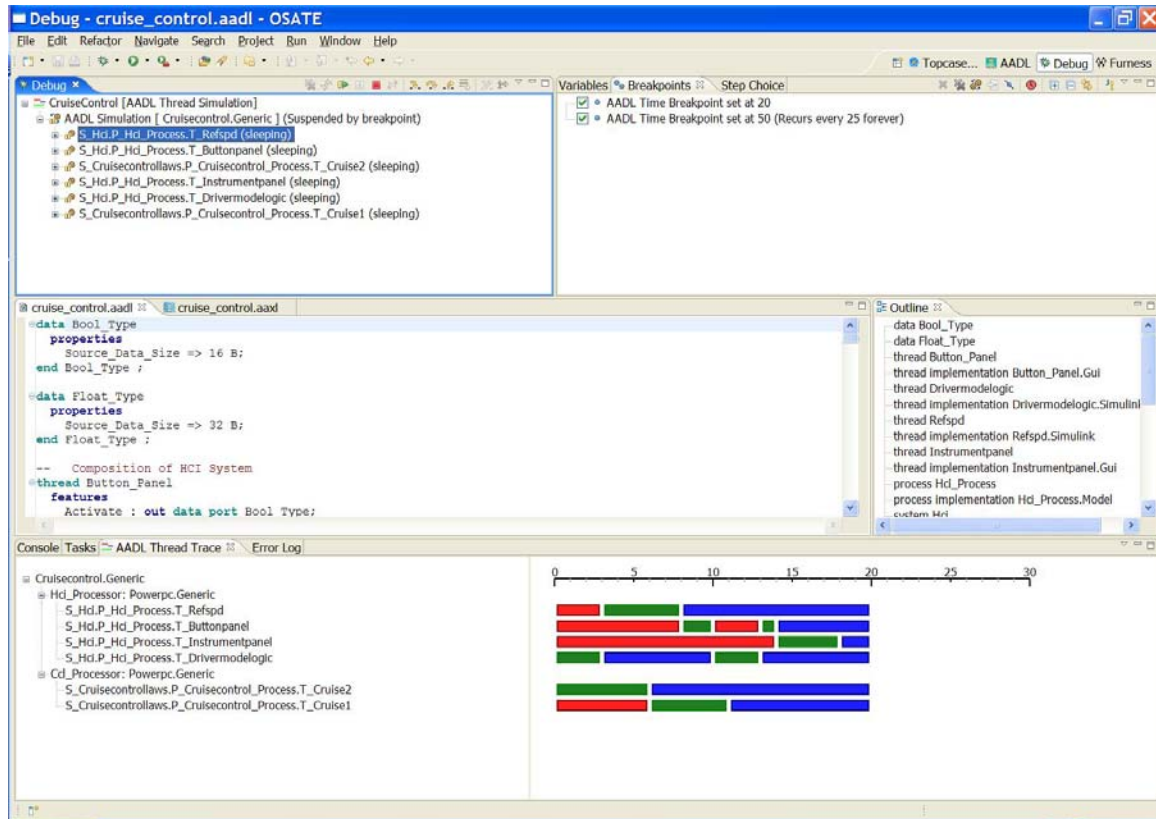 Debug - cruise_control.aadl - OSATE
File Edit Refactor Navigate Search Project Run Window Help
Topcase... AADL Debug Furness
Debug
CruiseControl [AADL Thread Simulation]
AADL Simulation [ Cruisecontrol.Generic ] (Suspended by breakpoint)
S_Hci.P_Hci_Process.T_Refspd (sleeping)
S_Hci.P_Hci_Process.T_Buttonpanel (sleeping)
S_Cruisecontrollaws.P_Cruisecontrol_Process.T_Cruise2 (sleeping)
S_Hci.P_Hci_Process.T_Instrumentpanel (sleeping)
S_Hci.P_Hci_Process.T_Drivermodelogic (sleeping)
S_Cruisecontrollaws.P_Cruisecontrol_Process.T_Cruise1 (sleeping)
Variables Breakpoints Step Choice
AADL Time Breakpoint set at 20
AADL Time Breakpoint set at 50 (Recurs every 25 forever)
cruise_control.aadl cruise_control.aaxl
data Bool_Type
properties
Source_Data_Size => 16 B;
end Bool_Type ;
data Float_Type
properties
Source_Data_Size => 32 B;
end Float_Type ;
-- Composition of HCI System
thread Button_Panel
features
Activate : out data port Bool_Type;
Outline
data Bool_Type
data Float_Type
thread Button_Panel
thread implementation Button_Panel.Gui
thread Drivermodelogic
thread implementation Drivermodelogic.Simulink
thread Refspd
thread implementation Refspd.Simulink
thread Instrumentpanel
thread implementation Instrumentpanel.Gui
process Hci_Process
process implementation Hci_Process.Model
system Hci
Console Tasks AADL Thread Trace Error Log
Cruisecontrol.Generic
Hci_Processor: Powerpc.Generic
S_Hci.P_Hci_Process.T_Refspd
S_Hci.P_Hci_Process.T_Buttonpanel
S_Hci.P_Hci_Process.T_Instrumentpanel
S_Hci.P_Hci_Process.T_Drivermodelogic
Ccl_Processor: Powerpc.Generic
S_Cruisecontrollaws.P_Cruisecontrol_Process.T_Cruise2
S_Cruisecontrollaws.P_Cruisecontrol_Process.T_Cruise1
0 5 10 15 20 25 30